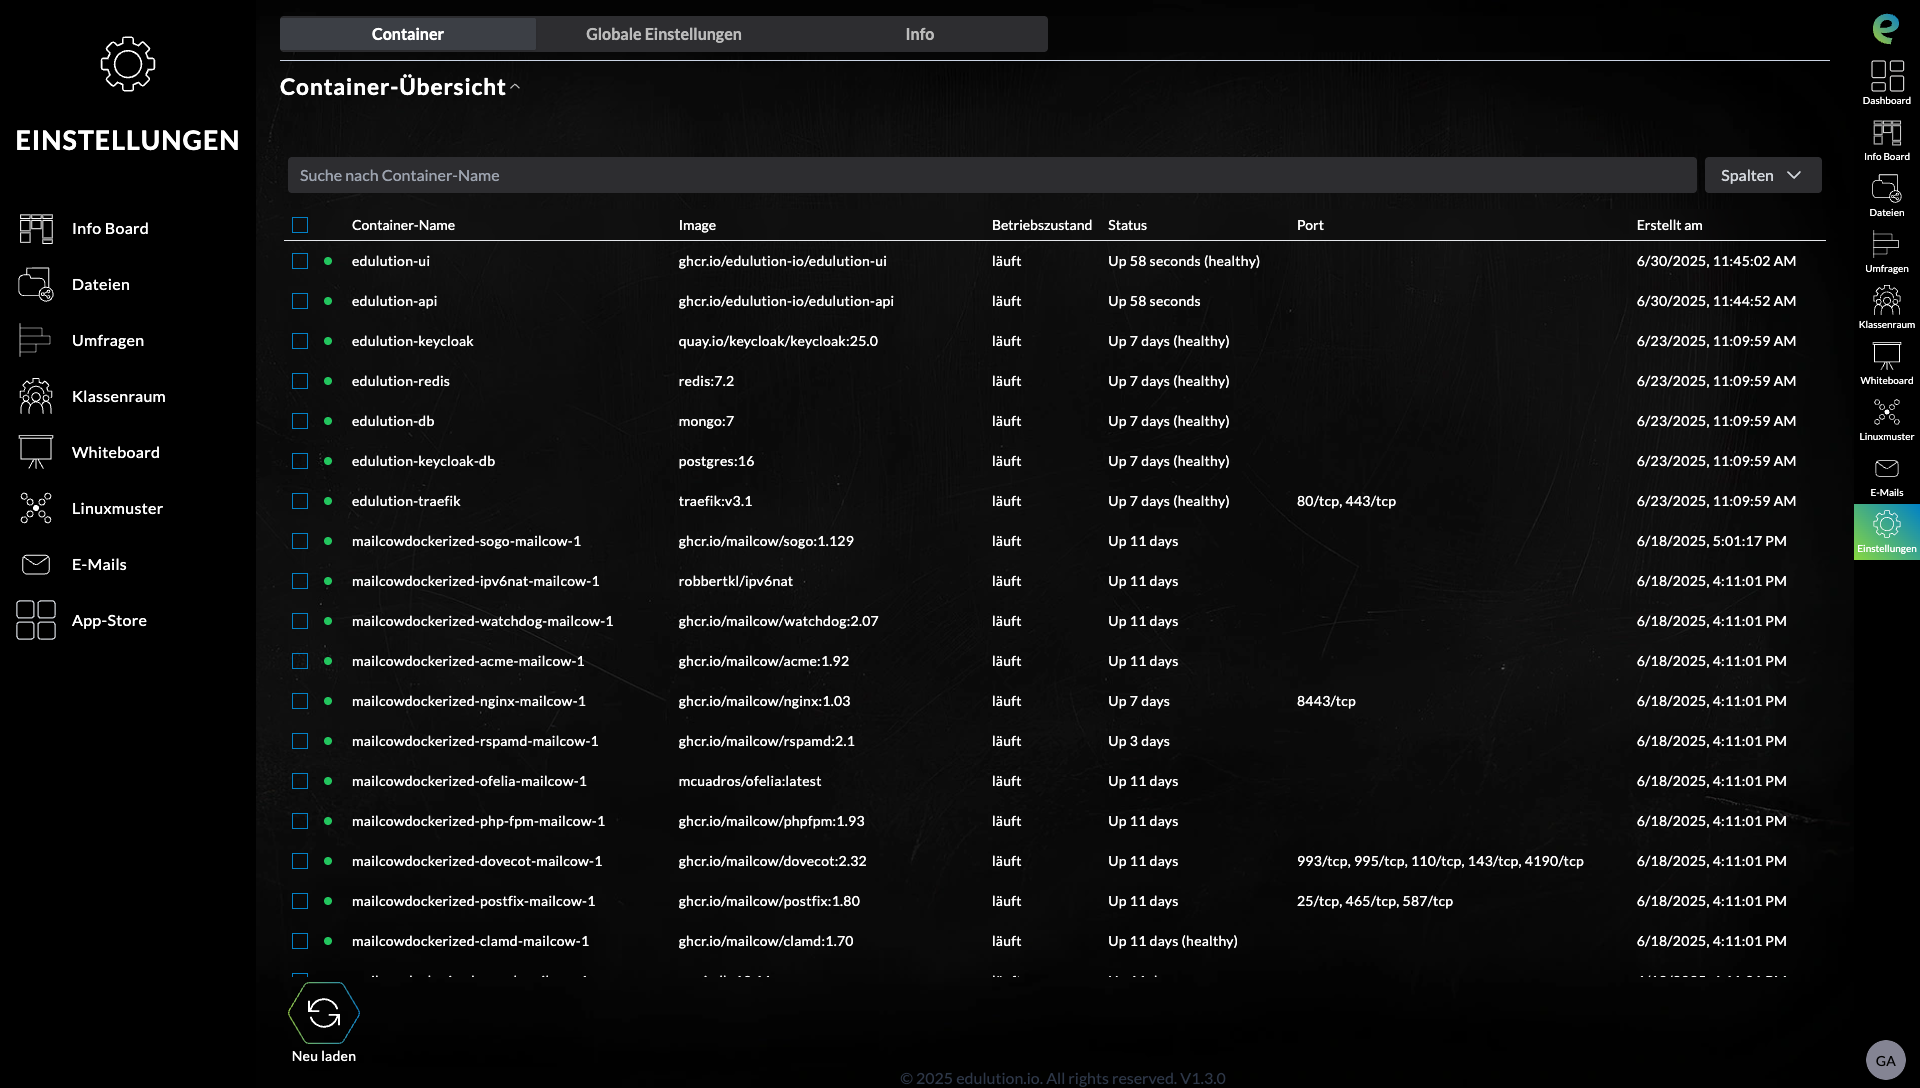 EINSTELLUNGEN
Info Board
Dateien
Umfragen
Klassenraum
Whiteboard
Linuxmuster
E-Mails
App-Store
Container Globale Einstellungen Info
Container-Übersicht
Suche nach Container-Name Spalten
Container-Name Image Betriebszustand Status Port Erstellt am
edulution-ui ghcr.io/edulution-io/edulution-ui läuft Up 58 seconds (healthy) 6/30/2025, 11:45:02 AM
edulution-api ghcr.io/edulution-io/edulution-api läuft Up 58 seconds 6/30/2025, 11:44:52 AM
edulution-keycloak quay.io/keycloak/keycloak:25.0 läuft Up 7 days (healthy) 6/23/2025, 11:09:59 AM
edulution-redis redis:7.2 läuft Up 7 days (healthy) 6/23/2025, 11:09:59 AM
edulution-db mongo:7 läuft Up 7 days (healthy) 6/23/2025, 11:09:59 AM
edulution-keycloak-db postgres:16 läuft Up 7 days (healthy) 6/23/2025, 11:09:59 AM
edulution-traefik traefik:v3.1 läuft Up 7 days (healthy) 80/tcp, 443/tcp 6/23/2025, 11:09:59 AM
mailcowdockerized-sogo-mailcow-1 ghcr.io/mailcow/sogo:1.129 läuft Up 11 days 6/18/2025, 5:01:17 PM
mailcowdockerized-ipv6nat-mailcow-1 robbertkl/ipv6nat läuft Up 11 days 6/18/2025, 4:11:01 PM
mailcowdockerized-watchdog-mailcow-1 ghcr.io/mailcow/watchdog:2.07 läuft Up 11 days 6/18/2025, 4:11:01 PM
mailcowdockerized-acme-mailcow-1 ghcr.io/mailcow/acme:1.92 läuft Up 11 days 6/18/2025, 4:11:01 PM
mailcowdockerized-nginx-mailcow-1 ghcr.io/mailcow/nginx:1.03 läuft Up 7 days 8443/tcp 6/18/2025, 4:11:01 PM
mailcowdockerized-rspamd-mailcow-1 ghcr.io/mailcow/rspamd:2.1 läuft Up 3 days 6/18/2025, 4:11:01 PM
mailcowdockerized-ofelia-mailcow-1 mcuadros/ofelia:latest läuft Up 11 days 6/18/2025, 4:11:01 PM
mailcowdockerized-php-fpm-mailcow-1 ghcr.io/mailcow/phpfpm:1.93 läuft Up 11 days 6/18/2025, 4:11:01 PM
mailcowdockerized-dovecot-mailcow-1 ghcr.io/mailcow/dovecot:2.32 läuft Up 11 days 993/tcp, 995/tcp, 110/tcp, 143/tcp, 4190/tcp 6/18/2025, 4:11:01 PM
mailcowdockerized-postfix-mailcow-1 ghcr.io/mailcow/postfix:1.80 läuft Up 11 days 25/tcp, 465/tcp, 587/tcp 6/18/2025, 4:11:01 PM
mailcowdockerized-clamd-mailcow-1 ghcr.io/mailcow/clamd:1.70 läuft Up 11 days (healthy) 6/18/2025, 4:11:01 PM
Neu laden
© 2025 edulution.io. All rights reserved. V1.3.0
Dashboard
Info Board
Dateien
Umfragen
Klassenraum
Whiteboard
Linuxmuster
E-Mails
Einstellungen
GA